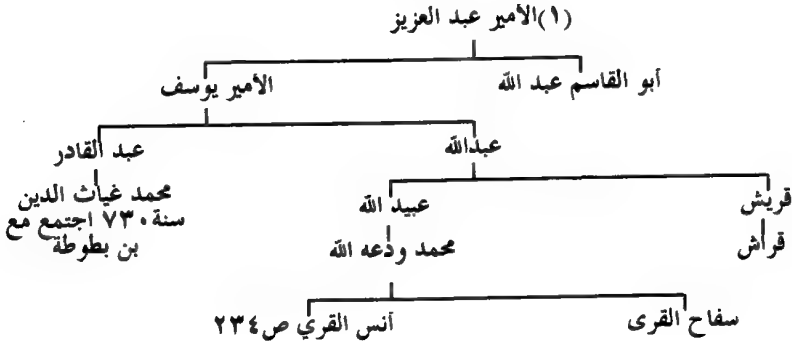 (١) الأمير عبد العزيز
أبو القاسم عبد الله
الأمير يوسف
عبدالله
عبد القادر
قريش
عبيد الله
محمد غياث الدين
سنة ٧٣٠ اجتمع مع
بن بطوطة
قراش
محمد ودعه الله
سفاح القرى
أنس القري ص٢٣٤